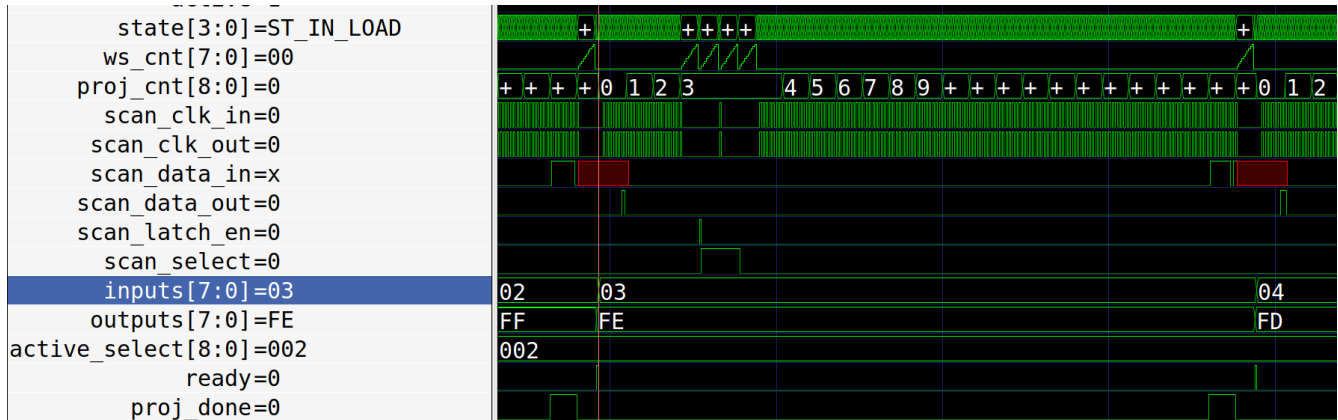 state[3:0]=ST_IN_LOAD + + + + + +
ws_cnt[7:0]=00
proj_cnt[8:0]=0 + + + + 0 1 2 3 4 5 6 7 8 9 + + + + + + + + + + + + 0 1 2
scan_clk_in=0
scan_clk_out=0
scan_data_in=x
scan_data_out=0
scan_latch_en=0
scan_select=0
inputs[7:0]=03 02 03 04
outputs[7:0]=FE FF FE FD
active_select[8:0]=002 002
ready=0
proj_done=0